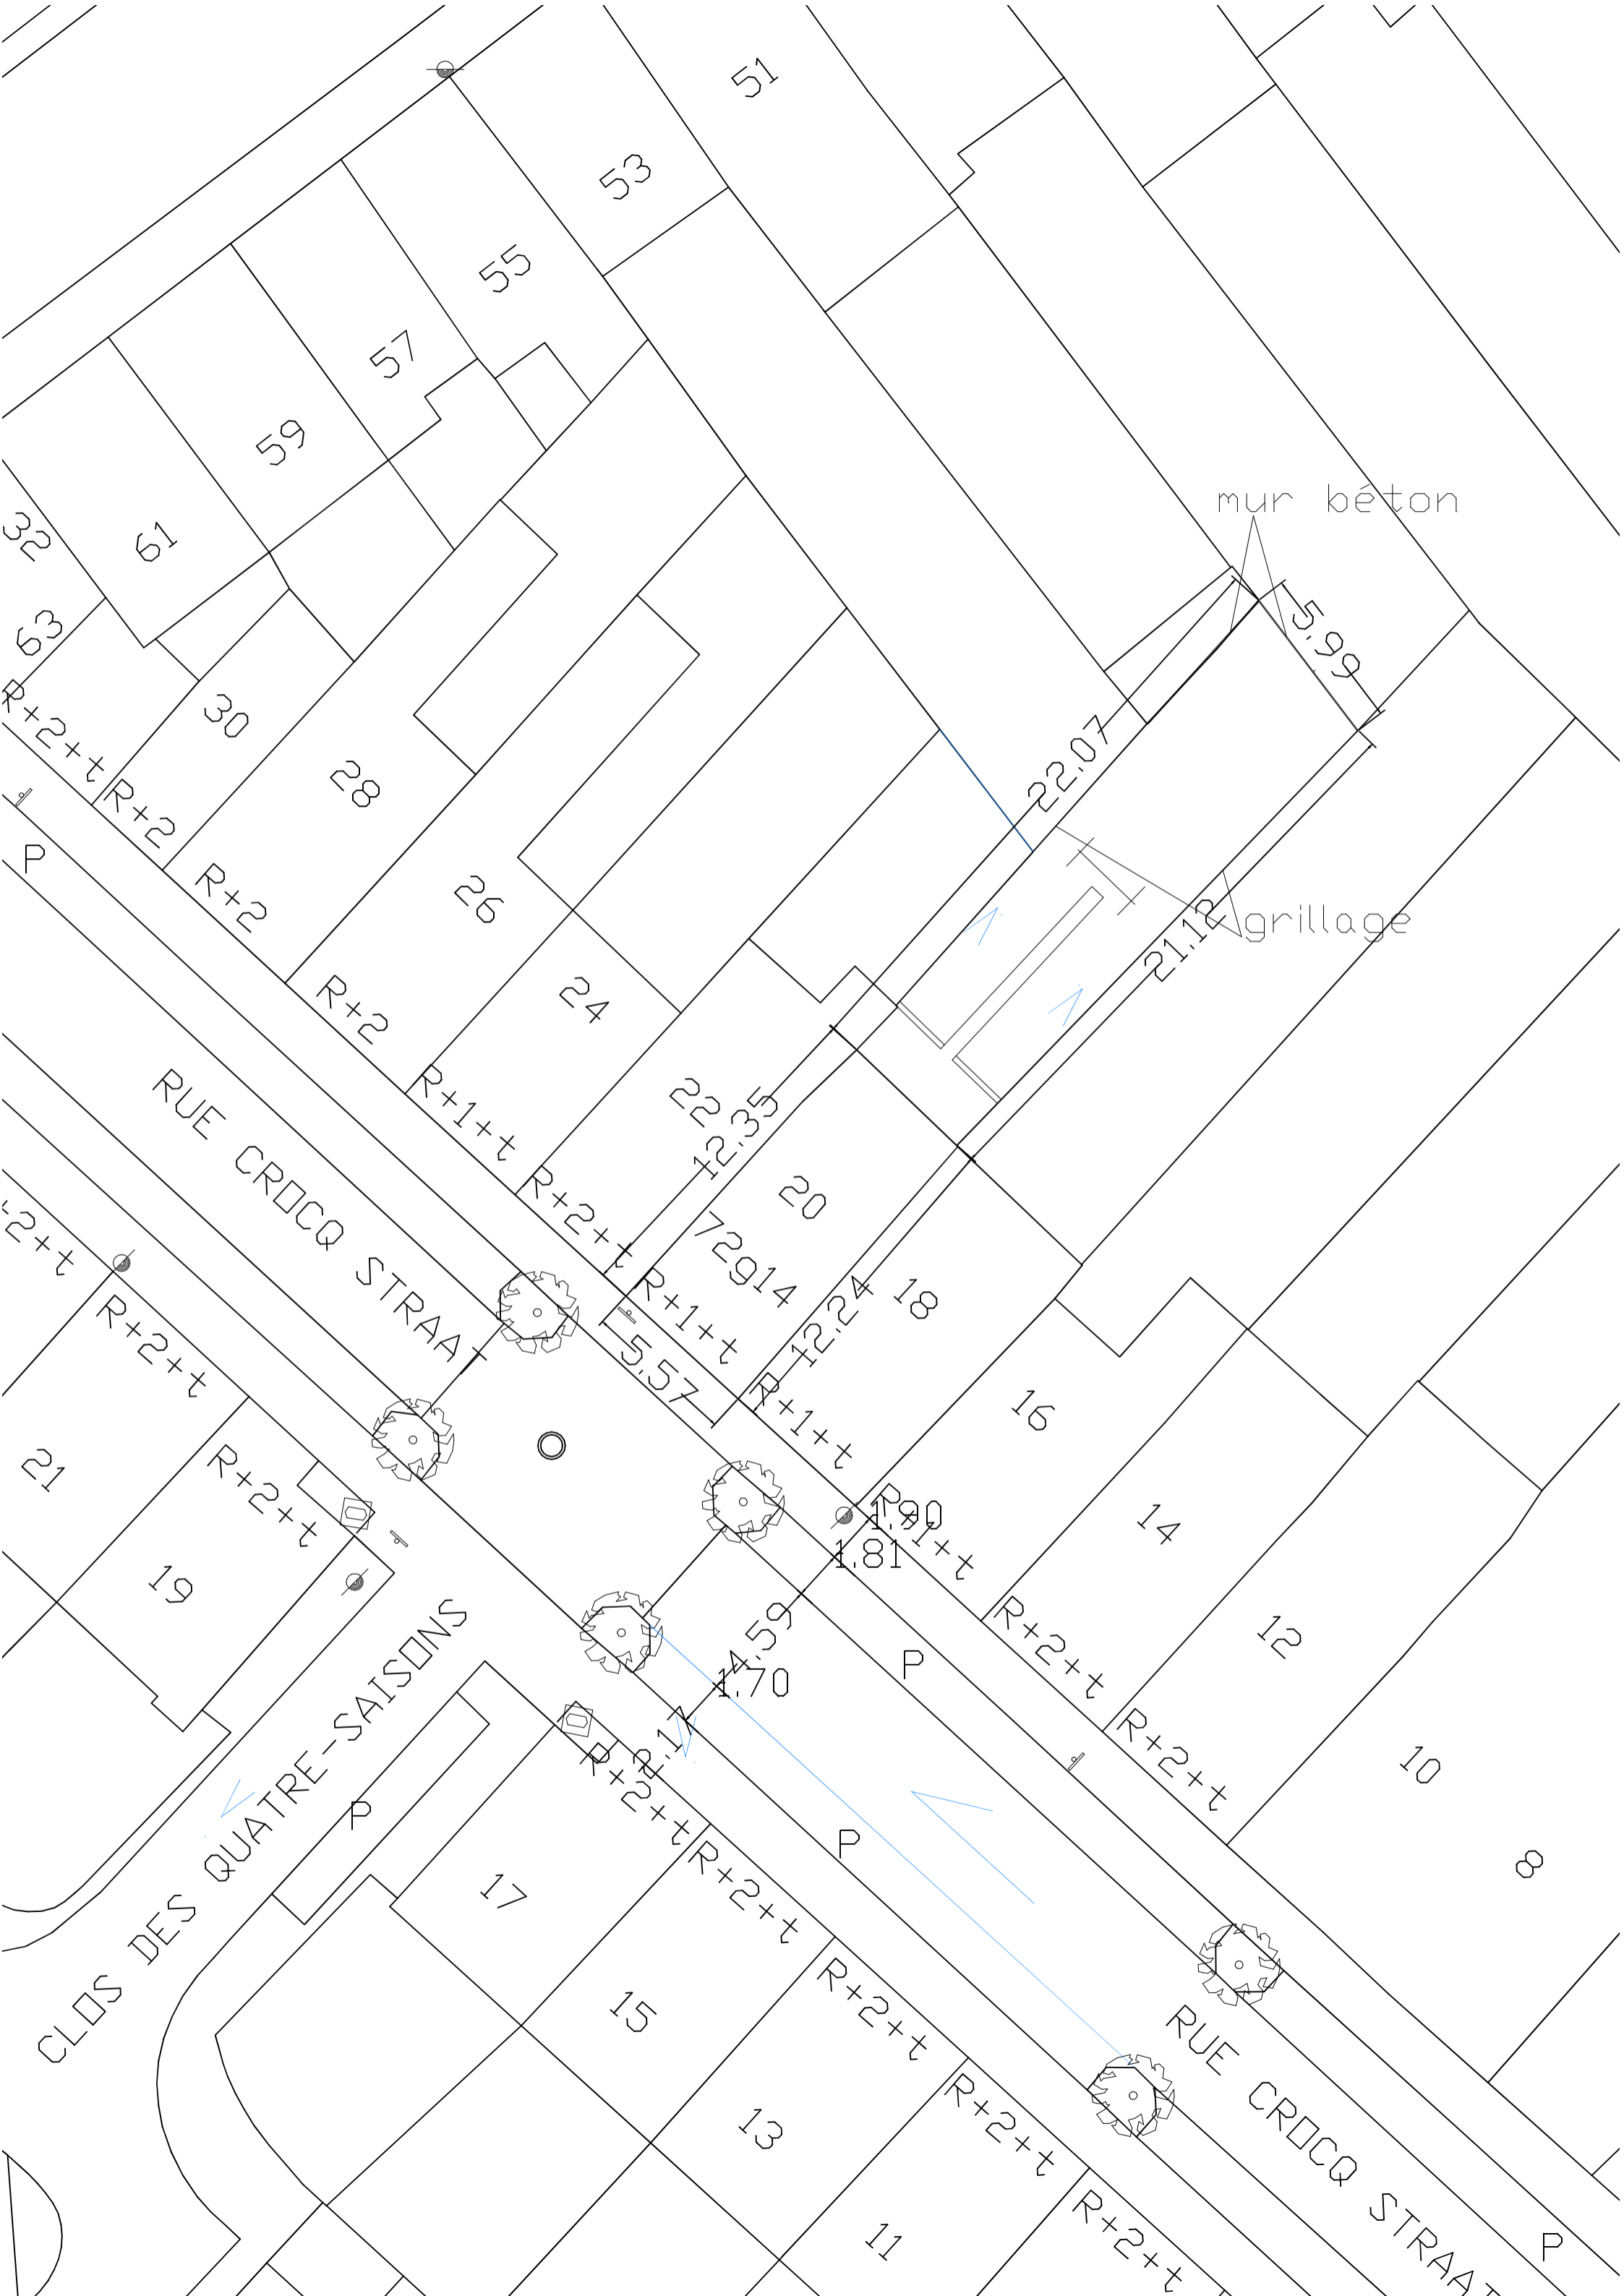 51
53
55
57
59
61
32
63
mur béton
5.99
22.07
21.12
grillage
30
28
26
24
22
12.35
20
72914
18
12.24
16
14
12
10
8
R+2+t
R+2
R+2
R+2
R+1+t
R+2+t
R+1+t
R+1+t
R+1+t
R+2+t
R+2+t
P
RUE CROCQ STRAAT
5.57
1.90
1.81
4.59
1.70
2.17
P
P
P
+2+t
R+2+t
R+2+t
21
19
CLOS DES QUATRE-SAISONS
R+2+t
R+2+t
R+2+t
R+2+t
R+2+t
17
15
13
11
RUE CROCQ STRAAT
P